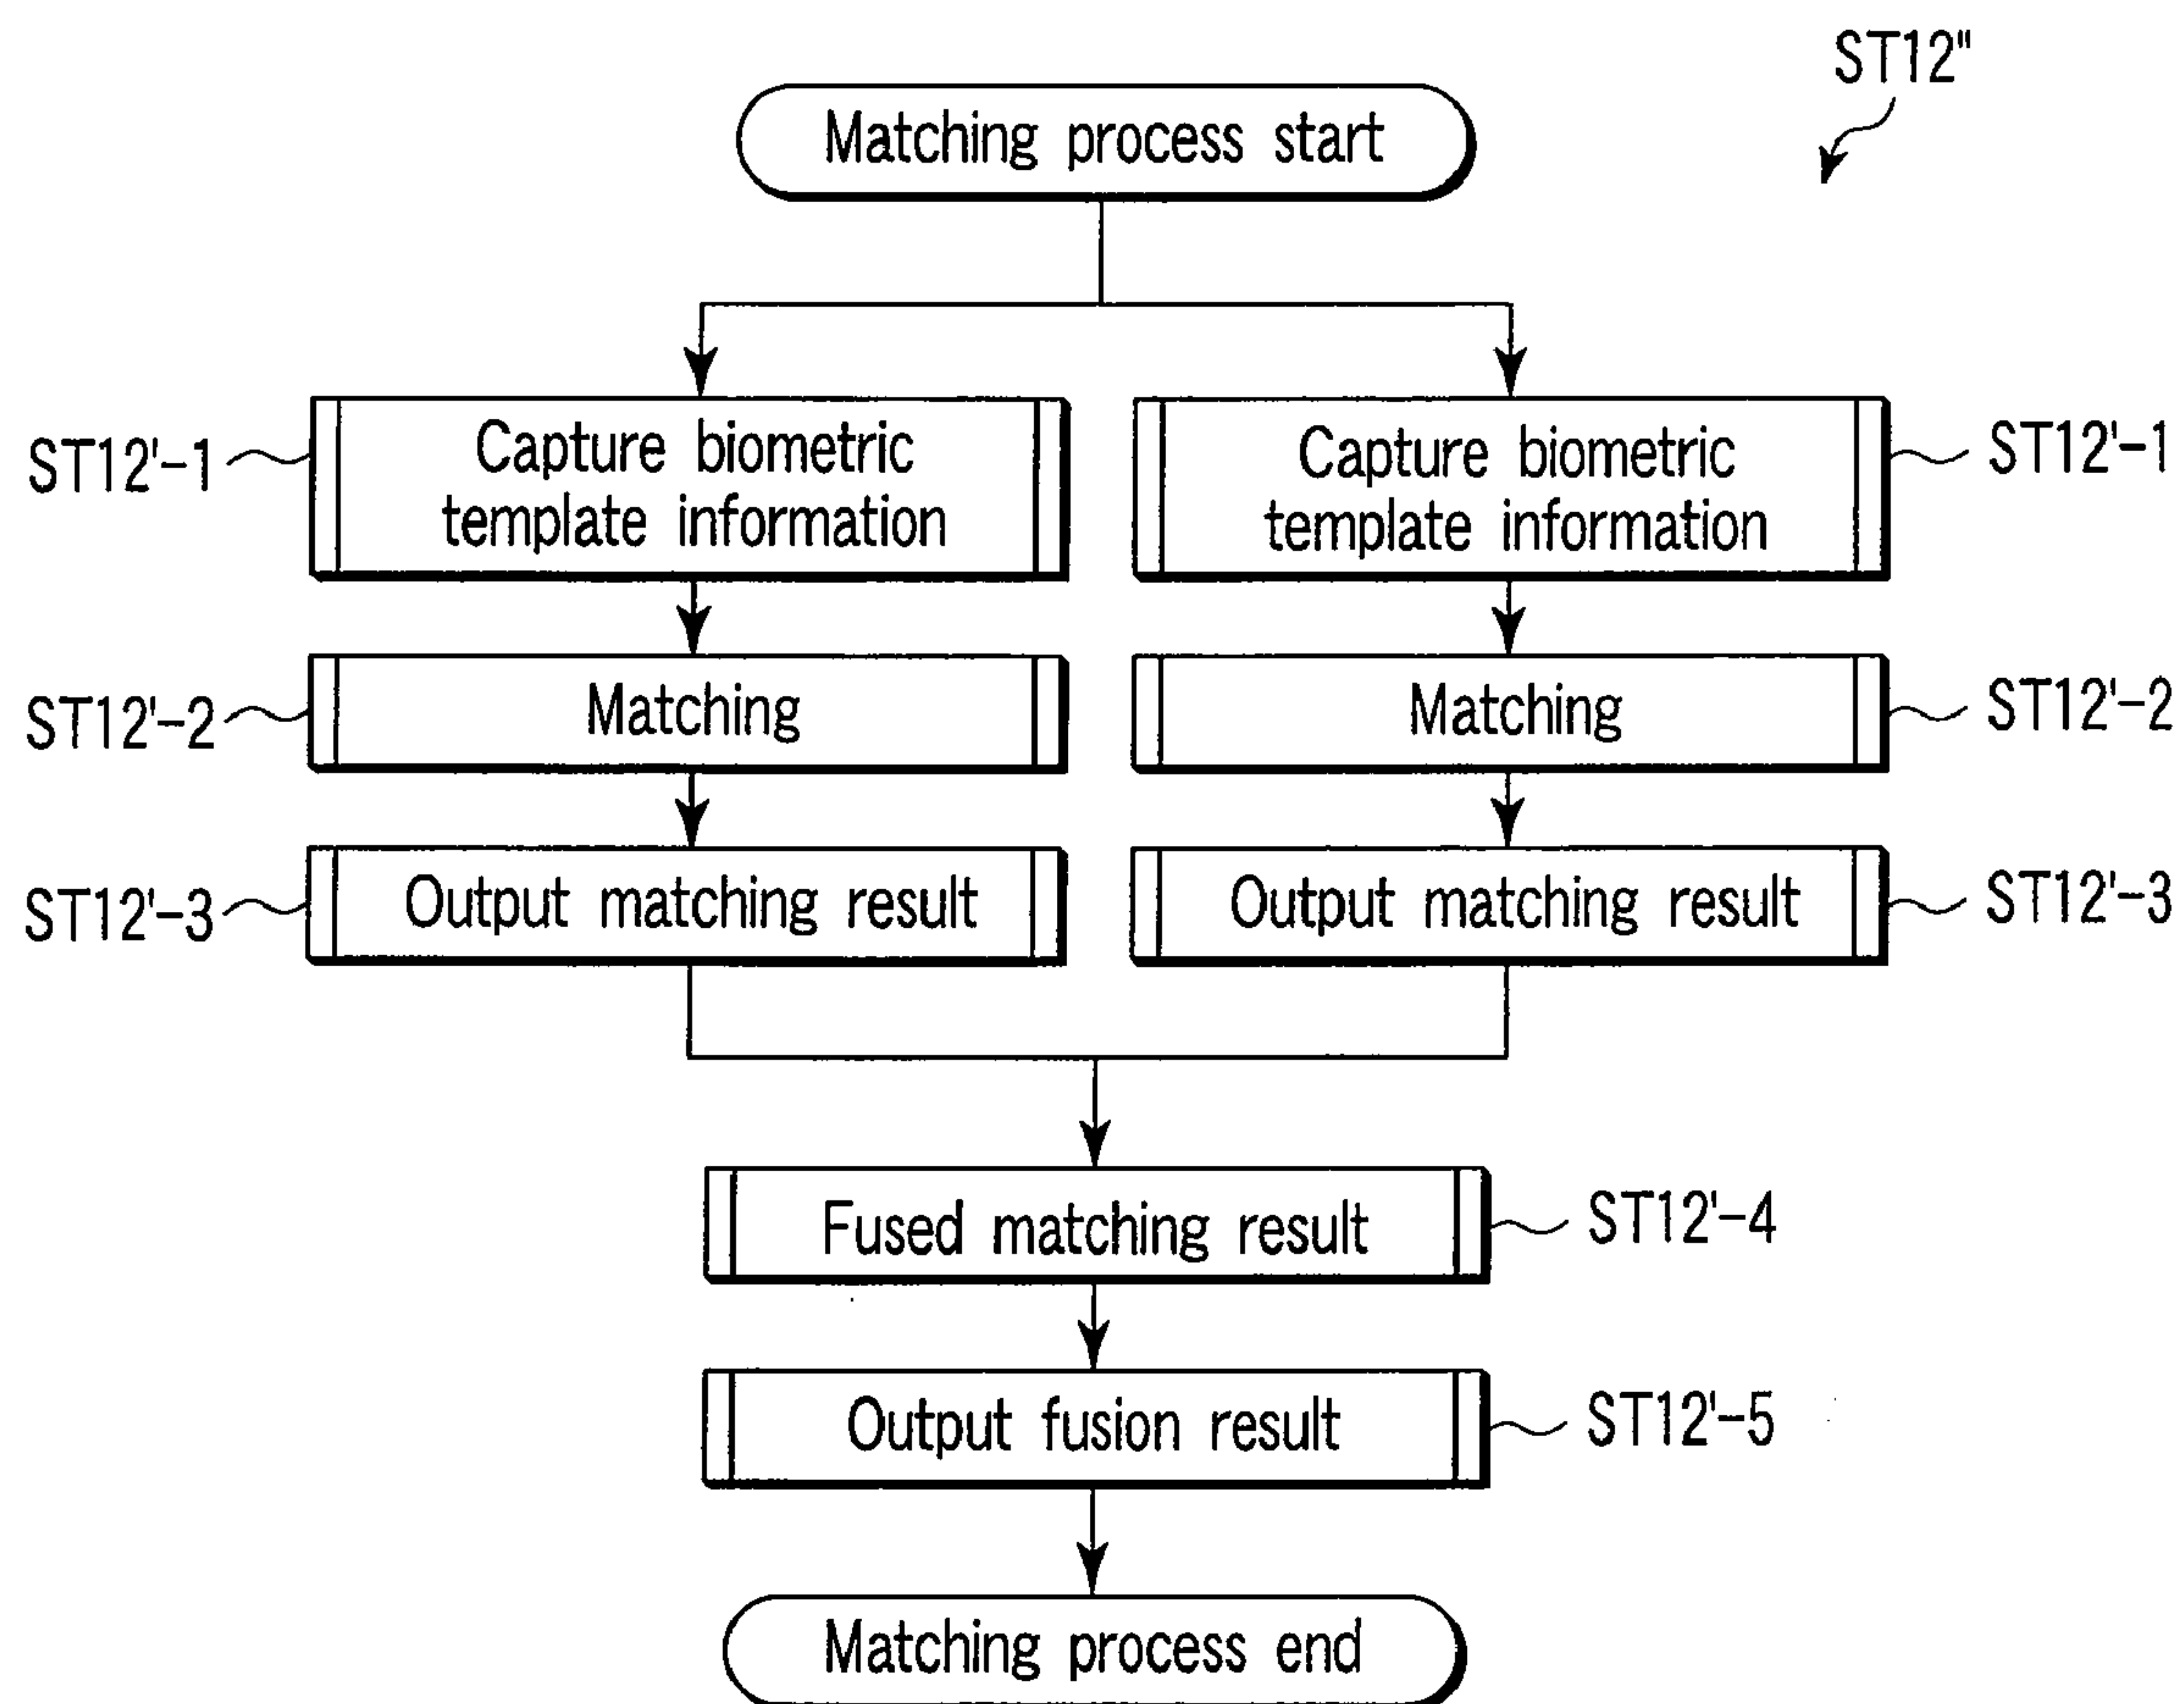 ST12"
Matching process start
ST12'-1
Capture biometric
template information
Capture biometric
template information
ST12'-1
ST12'-2
Matching
Matching
ST12'-2
ST12'-3
Output matching result
Output matching result
ST12'-3
Fused matching result
ST12'-4
Output fusion result
ST12'-5
Matching process end